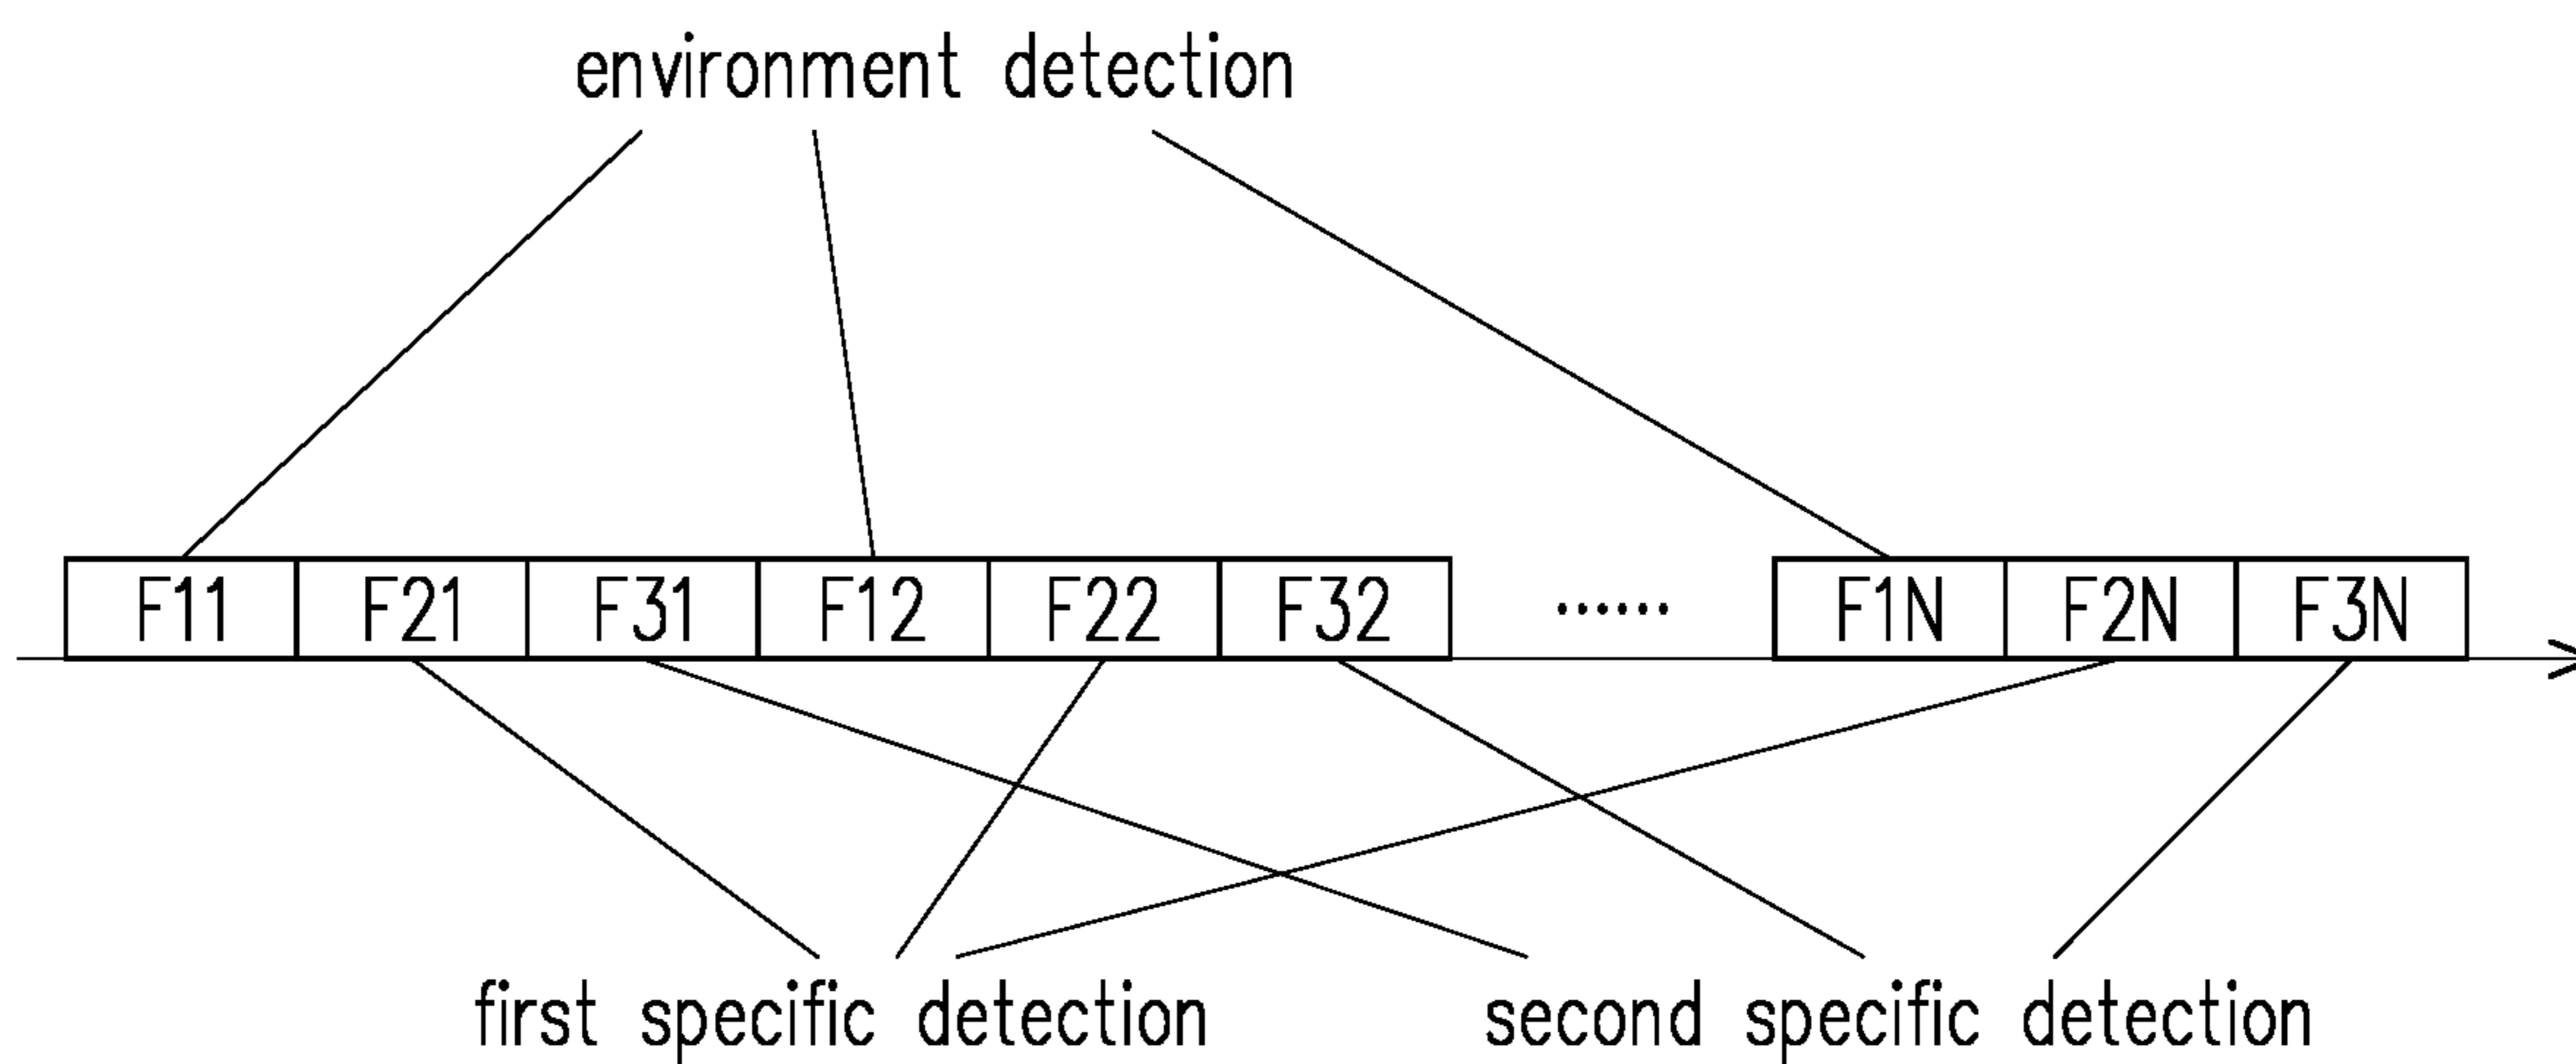 environment detection
F11 F21 F31 F12 F22 F32 ...... F1N F2N F3N
first specific detection second specific detection